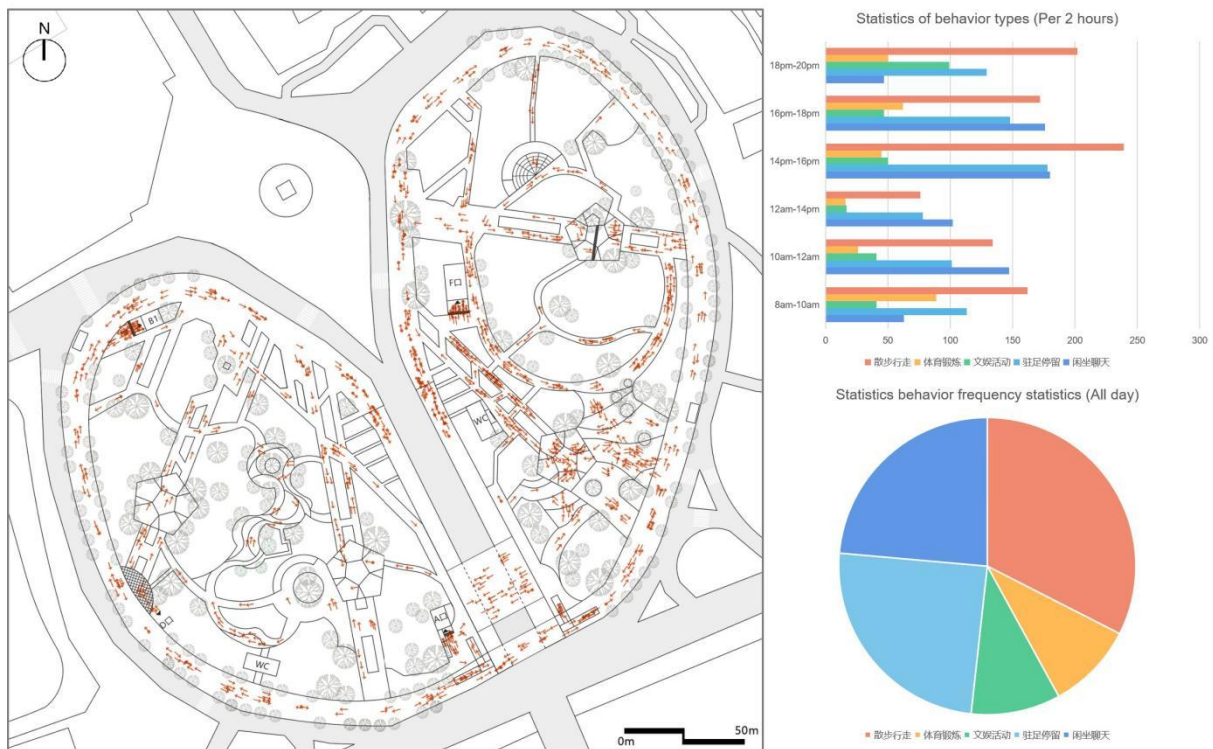 N
F口
B1
WC
D口
A口
WC
0m
50m
Statistics of behavior types (Per 2 hours)
18pm-20pm
16pm-18pm
14pm-16pm
12am-14pm
10am-12am
8am-10am
0 50 100 150 200 250 300
散步行走 体育锻炼 文娱活动 驻足停留 闲坐聊天
Statistics behavior frequency statistics (All day)
散步行走 体育锻炼 文娱活动 驻足停留 闲坐聊天